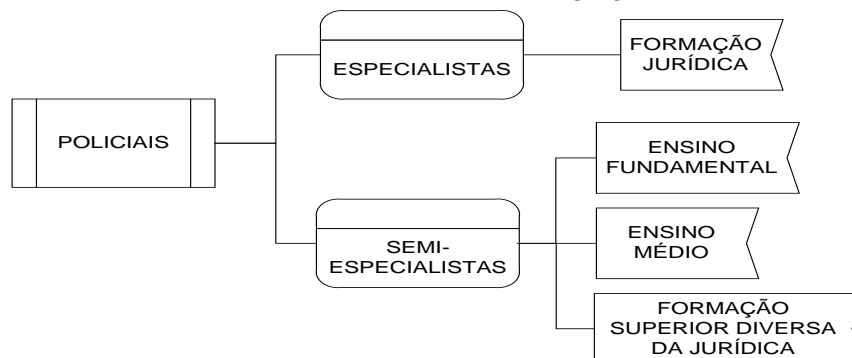 FORMAÇÃO
JURÍDICA
ESPECIALISTAS
POLICIAIS
ENSINO
FUNDAMENTAL
SEMI-
ESPECIALISTAS
ENSINO
MÉDIO
FORMAÇÃO
SUPERIOR DIVERSA
DA JURÍDICA